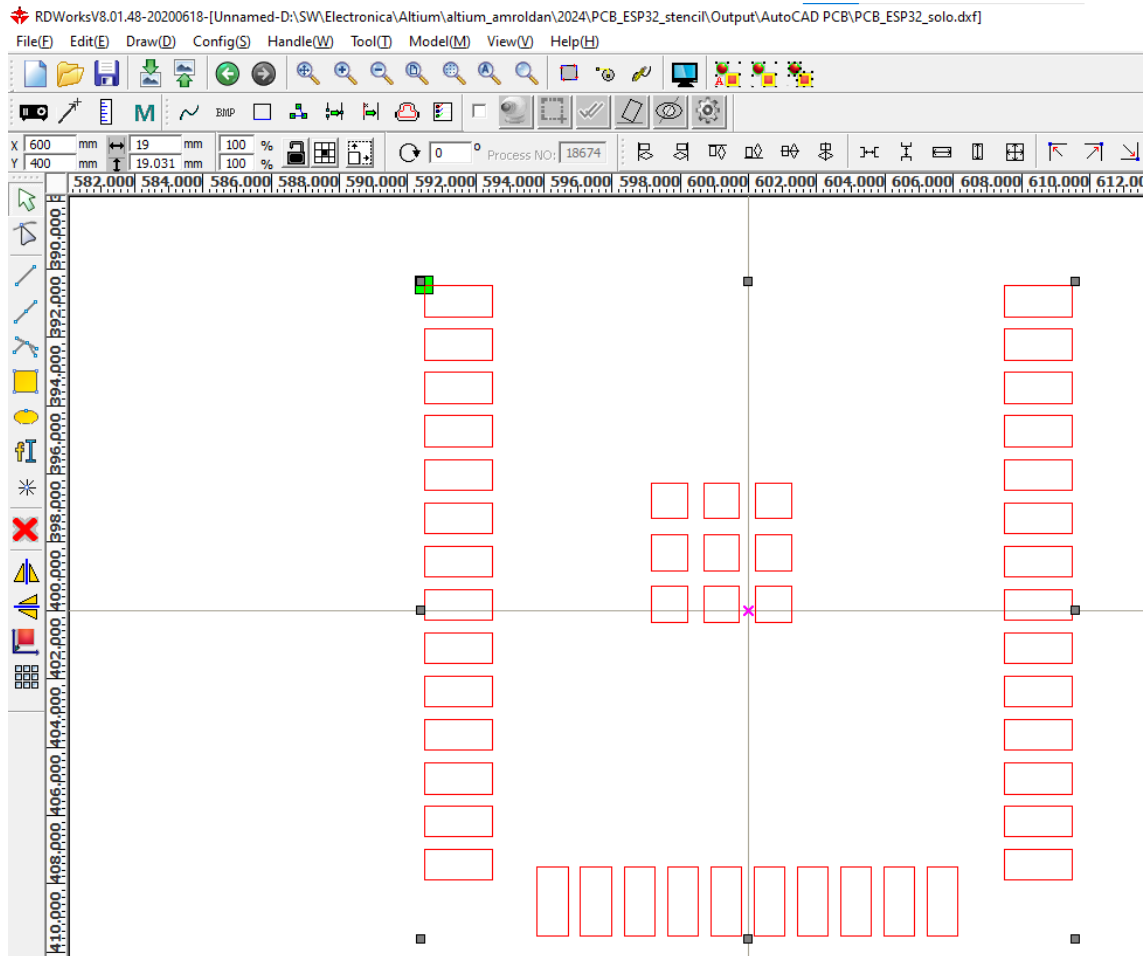 RDWorksV8.01.48-20200618-[Unnamed-D:\SW\Electronica\Altium\altium_amroldan\2024\PCB_ESP32_stencil\Output\AutoCAD PCB\PCB_ESP32_solo.dxf]
File(F) Edit(E) Draw(D) Config(S) Handle(W) Tool(T) Model(M) View(V) Help(H)
M BMP
X 600 mm 19 mm 100 %
Y 400 mm 19.031 mm 100 %
0 ° Process NO: 18674
582.000 584.000 586.000 588.000 590.000 592.000 594.000 596.000 598.000 600.000 602.000 604.000 606.000 608.000 610.000
390.000
392.000
394.000
396.000
398.000
400.000
402.000
404.000
406.000
408.000
410.000